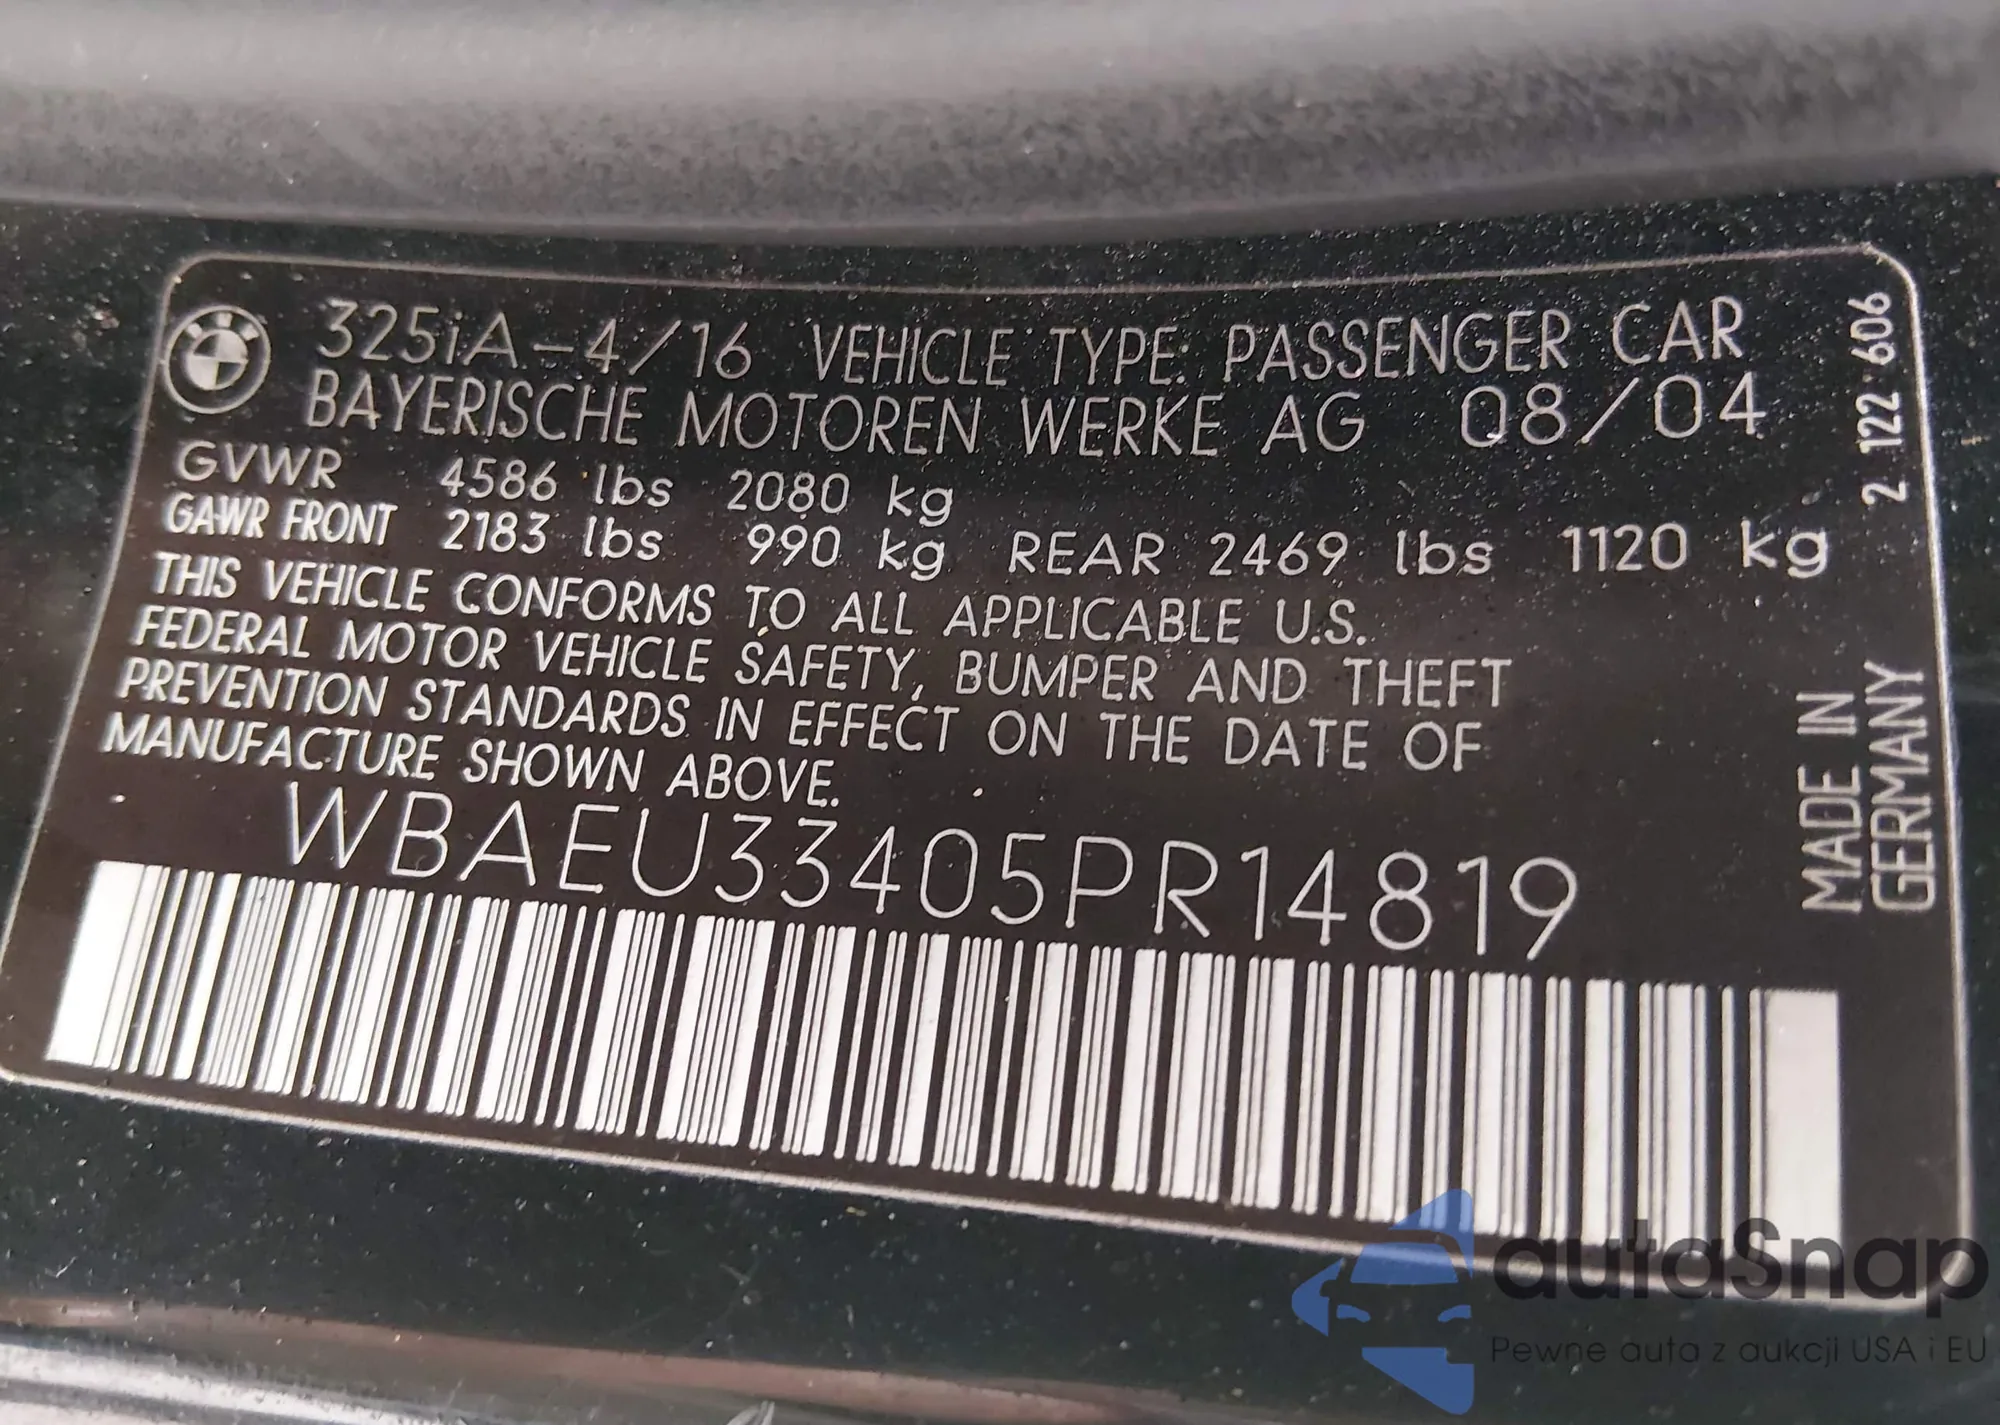 325iA-4/16 VEHICLE TYPE: PASSENGER CAR
BAYERISCHE MOTOREN WERKE AG 08/04
GVWR 4586 lbs 2080 kg
GAWR FRONT 2183 lbs 990 kg REAR 2469 lbs 1120 kg
THIS VEHICLE CONFORMS TO ALL APPLICABLE U.S.
FEDERAL MOTOR VEHICLE SAFETY, BUMPER AND THEFT
PREVENTION STANDARDS IN EFFECT ON THE DATE OF
MANUFACTURE SHOWN ABOVE.
WBAEU33405PR14819
2 122 606
MADE IN
GERMANY
autaSnap
Pewne auta z aukcji USA i EU